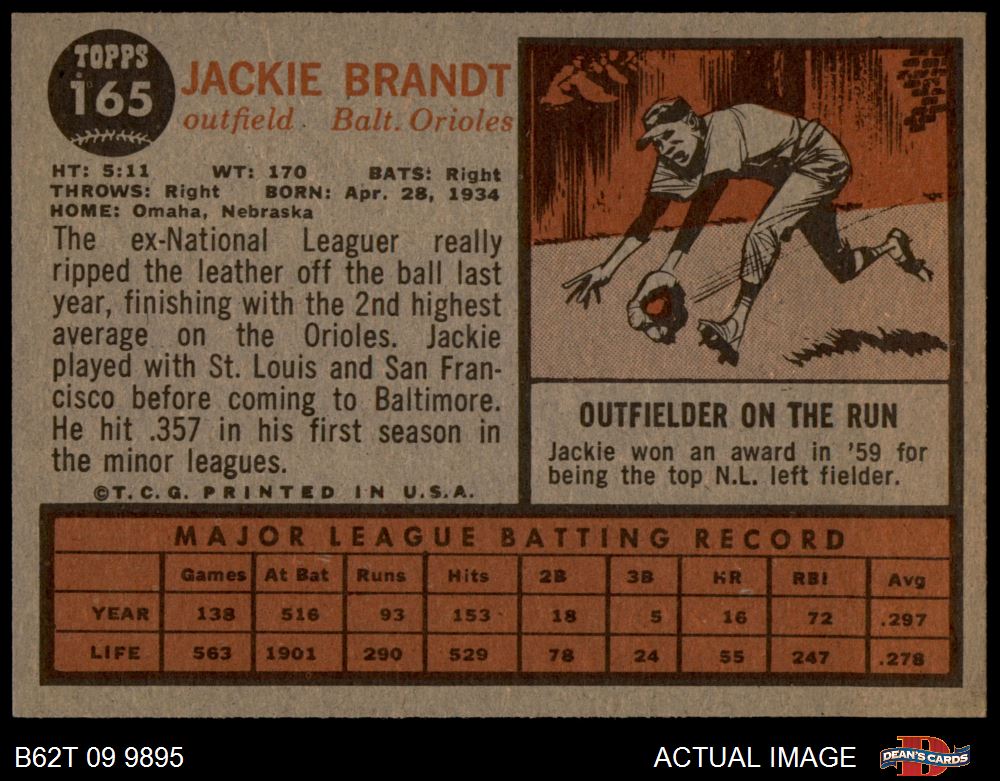 TOPPS
165
JACKIE BRANDT
outfield Balt. Orioles
HT: 5:11 WT: 170 BATS: Right
THROWS: Right BORN: Apr. 28, 1934
HOME: Omaha, Nebraska
The ex-National Leaguer really
ripped the leather off the ball last
year, finishing with the 2nd highest
average on the Orioles. Jackie
played with St. Louis and San Fran-
cisco before coming to Baltimore.
He hit .357 in his first season in
the minor leagues.
©T. C. G. PRINTED IN U.S.A.
OUTFIELDER ON THE RUN
Jackie won an award in '59 for
being the top N.L. left fielder.
MAJOR LEAGUE BATTING RECORD
Games At Bat Runs Hits 2B 3B HR RBI Avg
YEAR 138 516 93 153 18 5 16 72 .297
LIFE 563 1901 290 529 78 24 55 247 .278
B62T 09 9895 ACTUAL IMAGE
D
DEAN'S CARDS